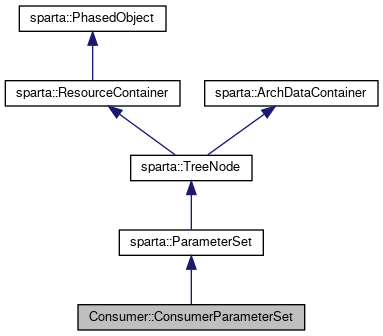 sparta::PhasedObject
sparta::ResourceContainer
sparta::ArchDataContainer
sparta::TreeNode
sparta::ParameterSet
Consumer::ConsumerParameterSet